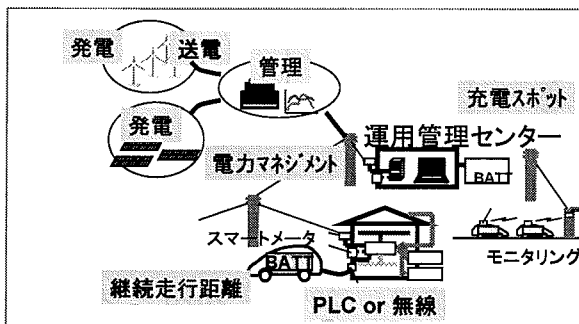 発電
送電
管理
発電
充電スポット
運用管理センター
電力マネジメント
BATT
スマートメータ
BATT
モニタリング
継続走行距離
PLC or 無線